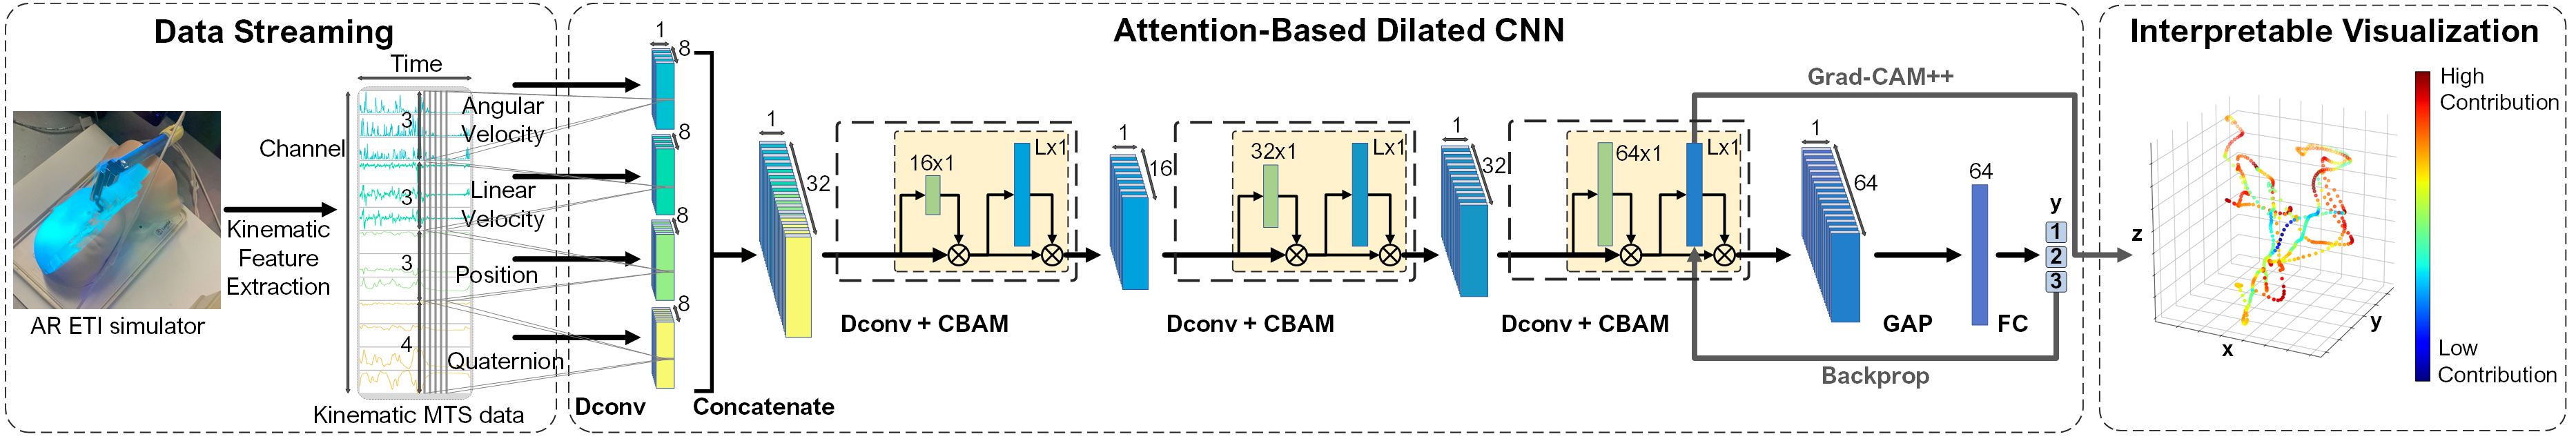 Data Streaming
Time
Channel
3
3
3
4
Angular
Velocity
Linear
Velocity
Position
Quaternion
Kinematic
Feature
Extraction
AR ETI simulator
Kinematic MTS data
Attention-Based Dilated CNN
1
8
8
8
8
Dconv
Concatenate
1
32
16x1
Lx1
Dconv + CBAM
1
16
32x1
Lx1
Dconv + CBAM
1
32
64x1
Lx1
Dconv + CBAM
Grad-CAM++
Backprop
1
64
GAP
64
FC
y
1
2
3
Interpretable Visualization
High
Contribution
z
x
y
Low
Contribution